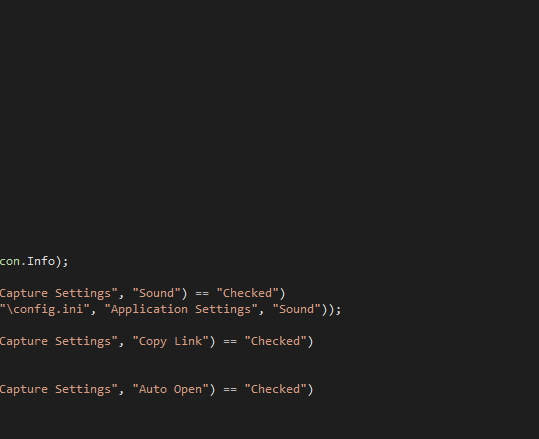 con.Info);
Capture Settings", "Sound") == "Checked")
"\config.ini", "Application Settings", "Sound"));
Capture Settings", "Copy Link") == "Checked")
Capture Settings", "Auto Open") == "Checked")